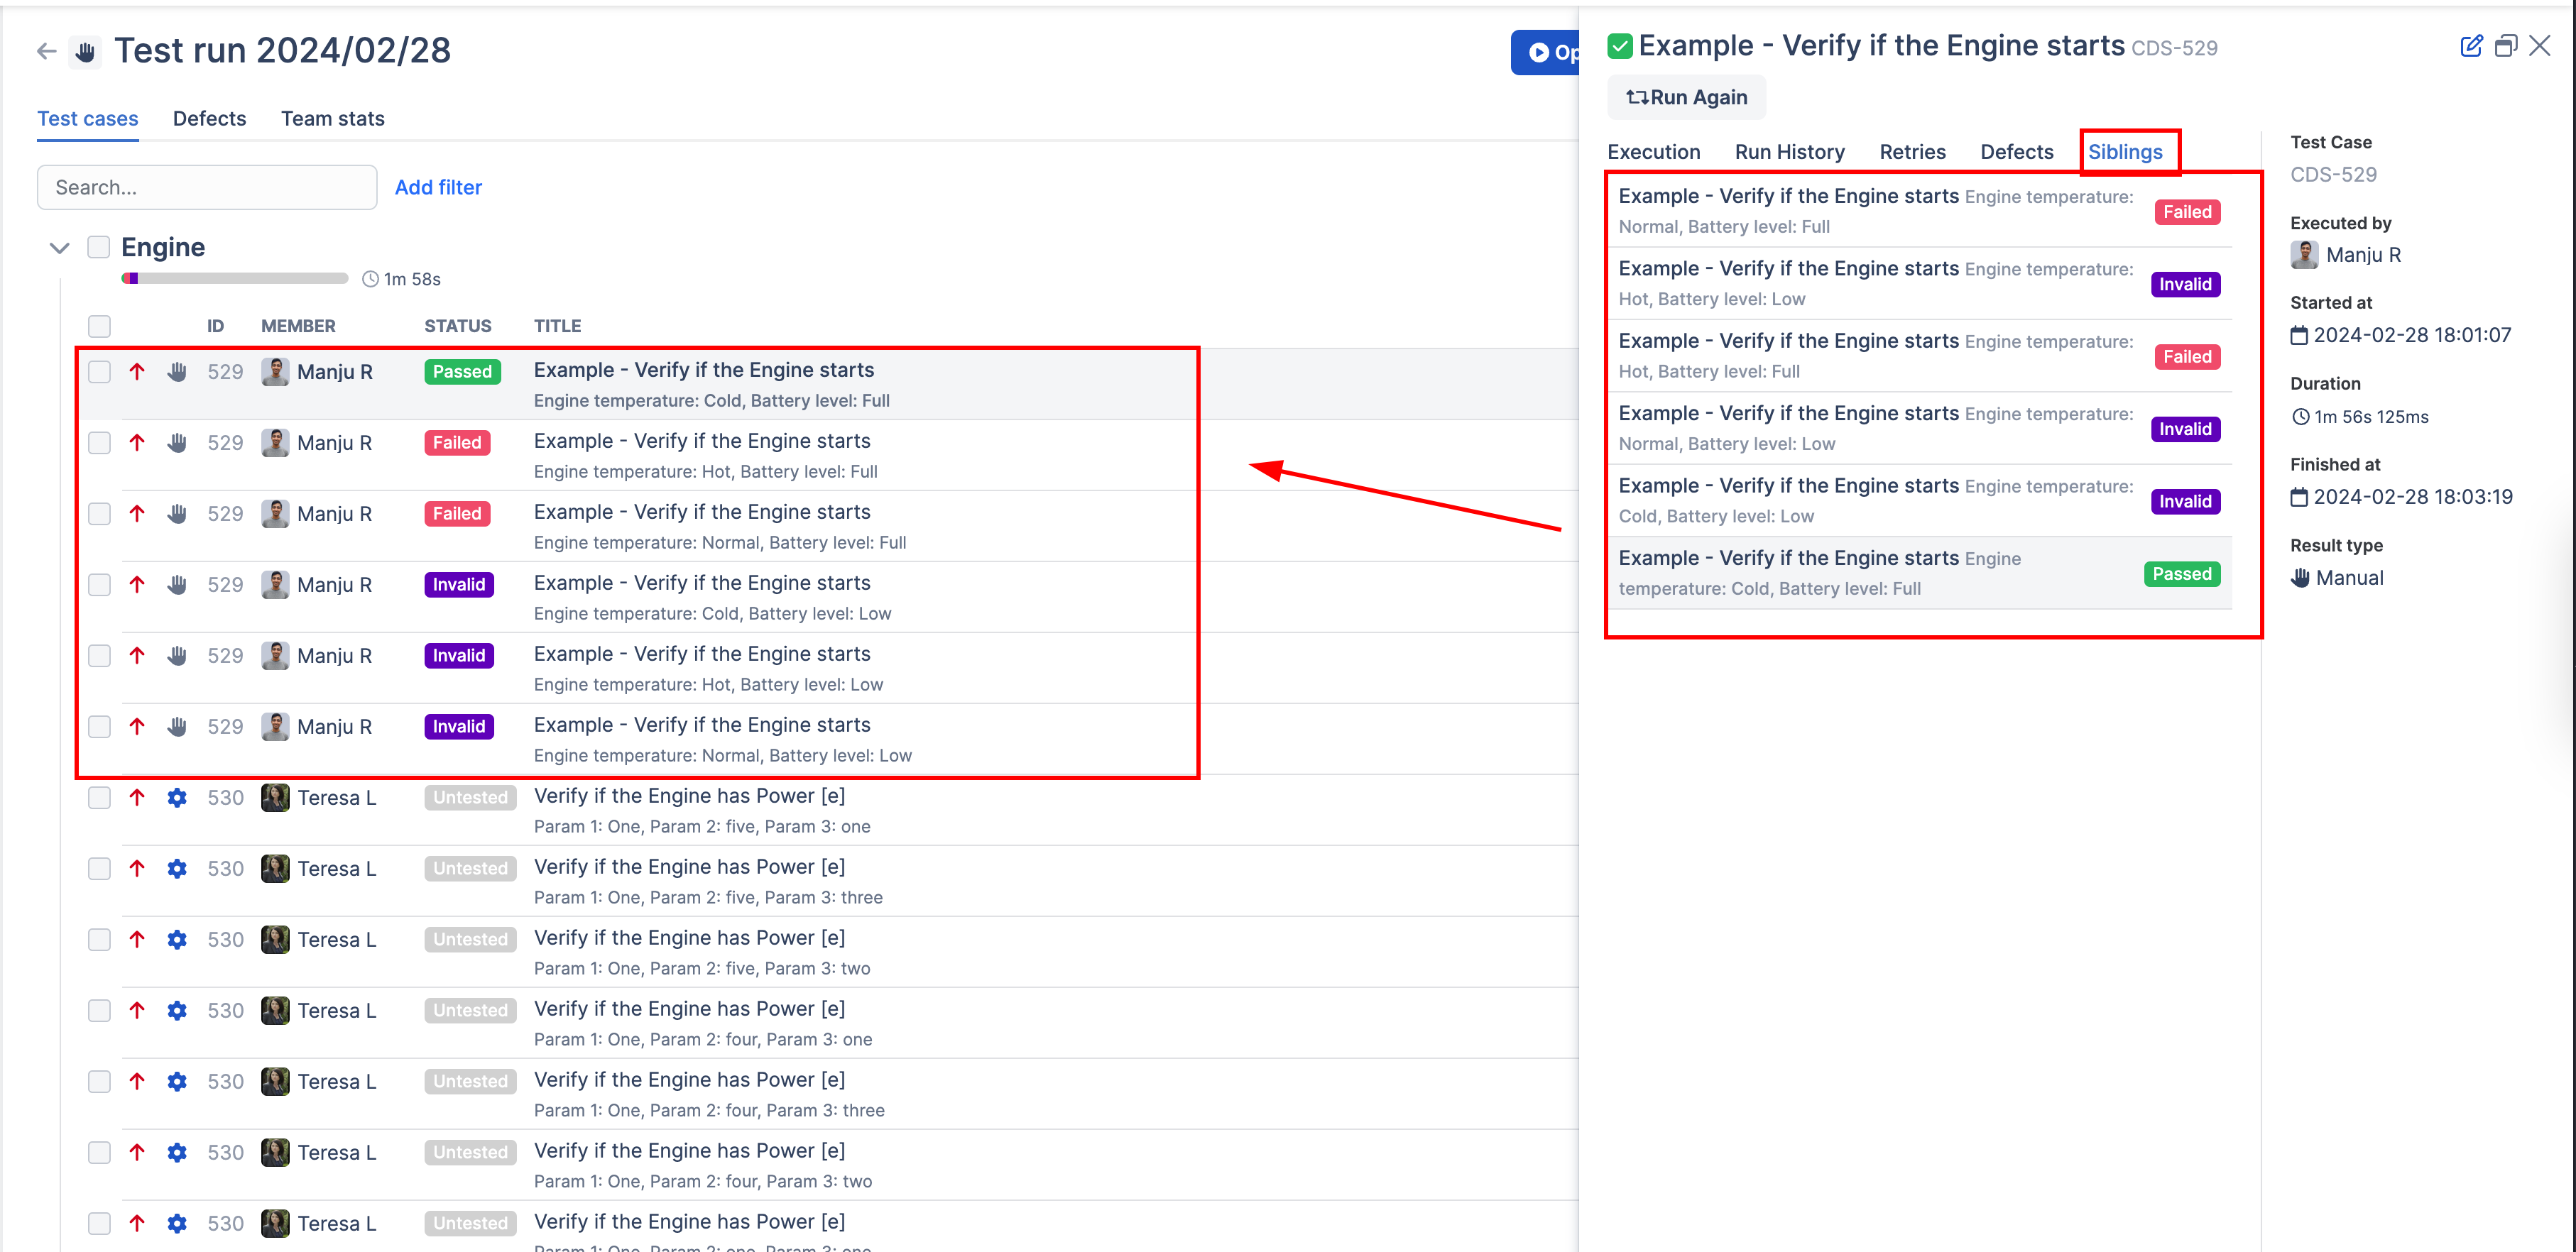 Test run 2024/02/28
Op
Test cases Defects Team stats
Search...
Add filter
Engine
1m 58s
ID MEMBER STATUS TITLE
529 Manju R Passed Example - Verify if the Engine starts
Engine temperature: Cold, Battery level: Full
529 Manju R Failed Example - Verify if the Engine starts
Engine temperature: Hot, Battery level: Full
529 Manju R Failed Example - Verify if the Engine starts
Engine temperature: Normal, Battery level: Full
529 Manju R Invalid Example - Verify if the Engine starts
Engine temperature: Cold, Battery level: Low
529 Manju R Invalid Example - Verify if the Engine starts
Engine temperature: Hot, Battery level: Low
529 Manju R Invalid Example - Verify if the Engine starts
Engine temperature: Normal, Battery level: Low
530 Teresa L Untested Verify if the Engine has Power [e]
Param 1: One, Param 2: five, Param 3: one
530 Teresa L Untested Verify if the Engine has Power [e]
Param 1: One, Param 2: five, Param 3: three
530 Teresa L Untested Verify if the Engine has Power [e]
Param 1: One, Param 2: five, Param 3: two
530 Teresa L Untested Verify if the Engine has Power [e]
Param 1: One, Param 2: four, Param 3: one
530 Teresa L Untested Verify if the Engine has Power [e]
Param 1: One, Param 2: four, Param 3: three
530 Teresa L Untested Verify if the Engine has Power [e]
Param 1: One, Param 2: four, Param 3: two
530 Teresa L Untested Verify if the Engine has Power [e]
Param 1: One, Param 2: one, Param 3: one
Example - Verify if the Engine starts CDS-529
Run Again
Execution Run History Retries Defects Siblings
Example - Verify if the Engine starts Engine temperature:
Normal, Battery level: Full
Failed
Example - Verify if the Engine starts Engine temperature:
Hot, Battery level: Low
Invalid
Example - Verify if the Engine starts Engine temperature:
Hot, Battery level: Full
Failed
Example - Verify if the Engine starts Engine temperature:
Normal, Battery level: Low
Invalid
Example - Verify if the Engine starts Engine temperature:
Cold, Battery level: Low
Invalid
Example - Verify if the Engine starts Engine
temperature: Cold, Battery level: Full
Passed
Test Case
CDS-529
Executed by
Manju R
Started at
2024-02-28 18:01:07
Duration
1m 56s 125ms
Finished at
2024-02-28 18:03:19
Result type
Manual